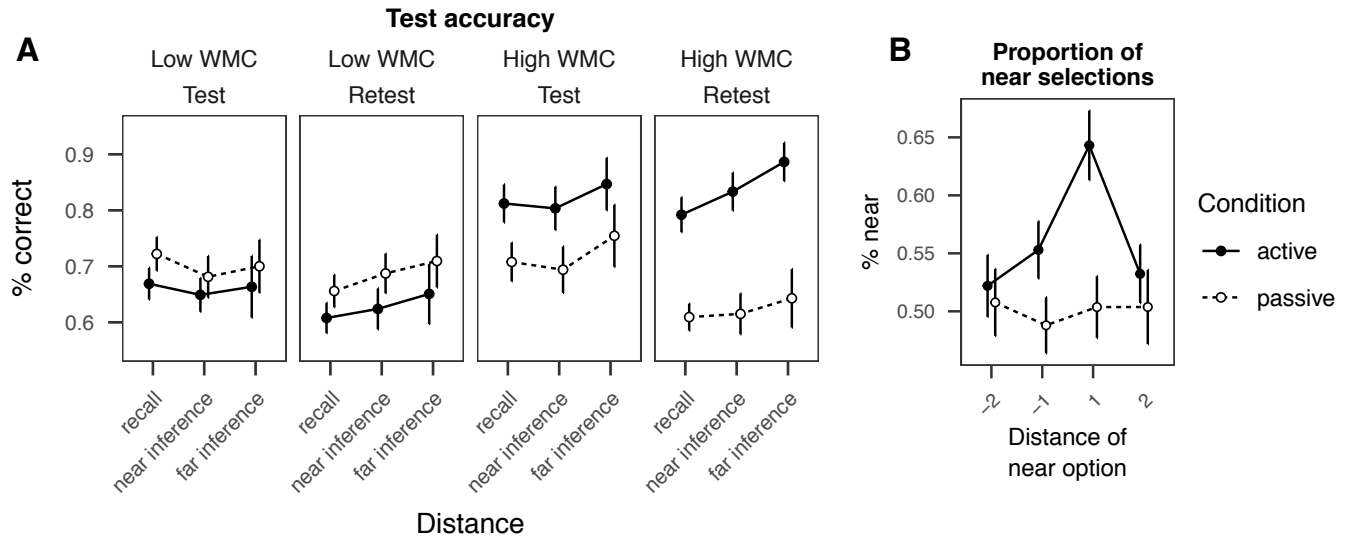 Test accuracy
A
Low WMC
Test
Low WMC
Retest
High WMC
Test
High WMC
Retest
% correct
0.9
0.8
0.7
0.6
recall
near inference
far inference
recall
near inference
far inference
recall
near inference
far inference
recall
near inference
far inference
Distance
B
Proportion of
near selections
% near
0.65
0.60
0.55
0.50
−2
−1
1
2
Distance of
near option
Condition
active
passive